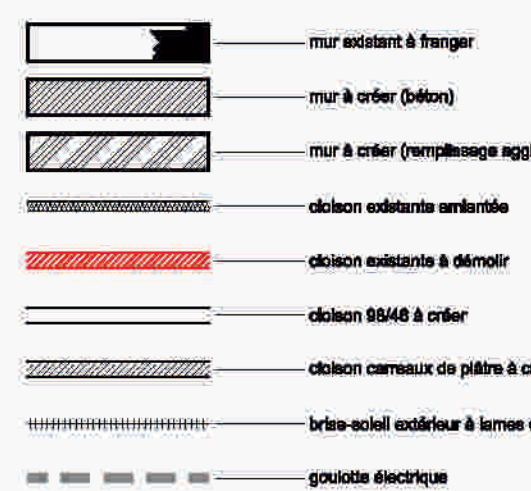 mur existant à franger
mur à créer (béton)
mur à créer (remplissage aggl
cloison existante amiantée
cloison existante à démolir
cloison 98/48 à créer
cloison carreaux de plâtre à c
brise-soleil extérieur à lames
goulotte électrique